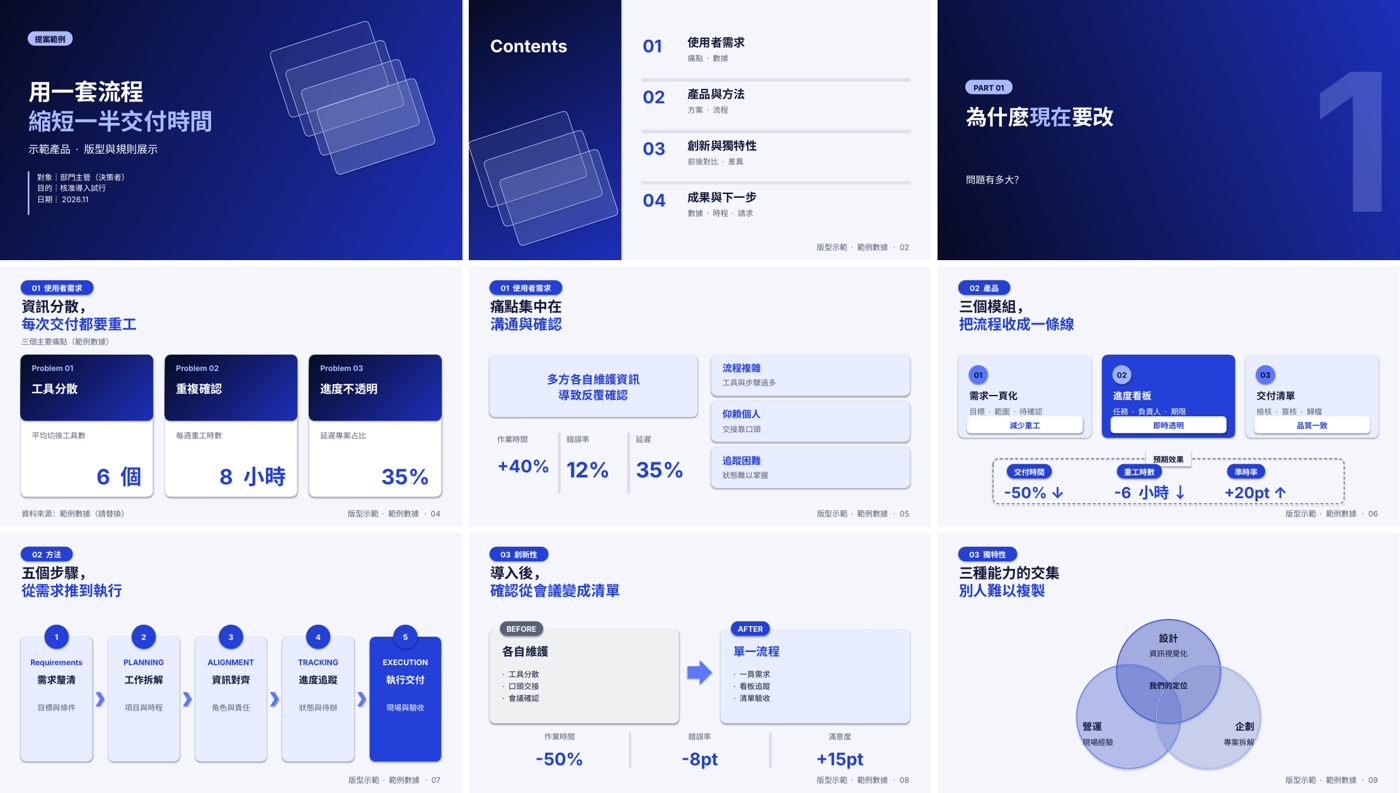 提案範例
用一套流程
縮短一半交付時間
示範產品 · 版型與規則展示
對象｜部門主管（決策者）
目的｜核准導入試行
日期｜ 2026.11
Contents
01 使用者需求
痛點 · 數據
02 產品與方法
方案 · 流程
03 創新與獨特性
前後對比 · 差異
04 成果與下一步
數據 · 時程 · 請求
版型示範 · 範例數據 · 02
PART 01
為什麼現在要改
問題有多大？
1
01 使用者需求
資訊分散，
每次交付都要重工
三個主要痛點（範例數據）
Problem 01
工具分散
平均切換工具數
6 個
Problem 02
重複確認
每週重工時數
8 小時
Problem 03
進度不透明
延遲專案占比
35%
資料來源：範例數據（請替換）
版型示範 · 範例數據 · 04
01 使用者需求
痛點集中在
溝通與確認
多方各自維護資訊
導致反覆確認
作業時間
+40%
錯誤率
12%
延遲
35%
流程複雜
工具與步驟過多
仰賴個人
交接靠口頭
追蹤困難
狀態難以掌握
版型示範 · 範例數據 · 05
02 產品
三個模組，
把流程收成一條線
01
需求一頁化
目標 · 範圍 · 待確認
減少重工
02
進度看板
任務 · 負責人 · 期限
即時透明
03
交付清單
檢核 · 簽核 · 歸檔
品質一致
預期效果
交付時間
-50% ↓
重工時數
-6 小時 ↓
準時率
+20pt ↑
版型示範 · 範例數據 · 06
02 方法
五個步驟，
從需求推到執行
1
Requirements
需求釐清
目標與條件
2
PLANNING
工作拆解
項目與時程
3
ALIGNMENT
資訊對齊
角色與責任
4
TRACKING
進度追蹤
狀態與待辦
5
EXECUTION
執行交付
現場與驗收
版型示範 · 範例數據 · 07
03 創新性
導入後，
確認從會議變成清單
BEFORE
各自維護
· 工具分散
· 口頭交接
· 會議確認
AFTER
單一流程
· 一頁需求
· 看板追蹤
· 清單驗收
作業時間
-50%
錯誤率
-8pt
滿意度
+15pt
版型示範 · 範例數據 · 08
03 獨特性
三種能力的交集
別人難以複製
設計
資訊視覺化
我們的定位
營運
現場經驗
企劃
專案拆解
版型示範 · 範例數據 · 09